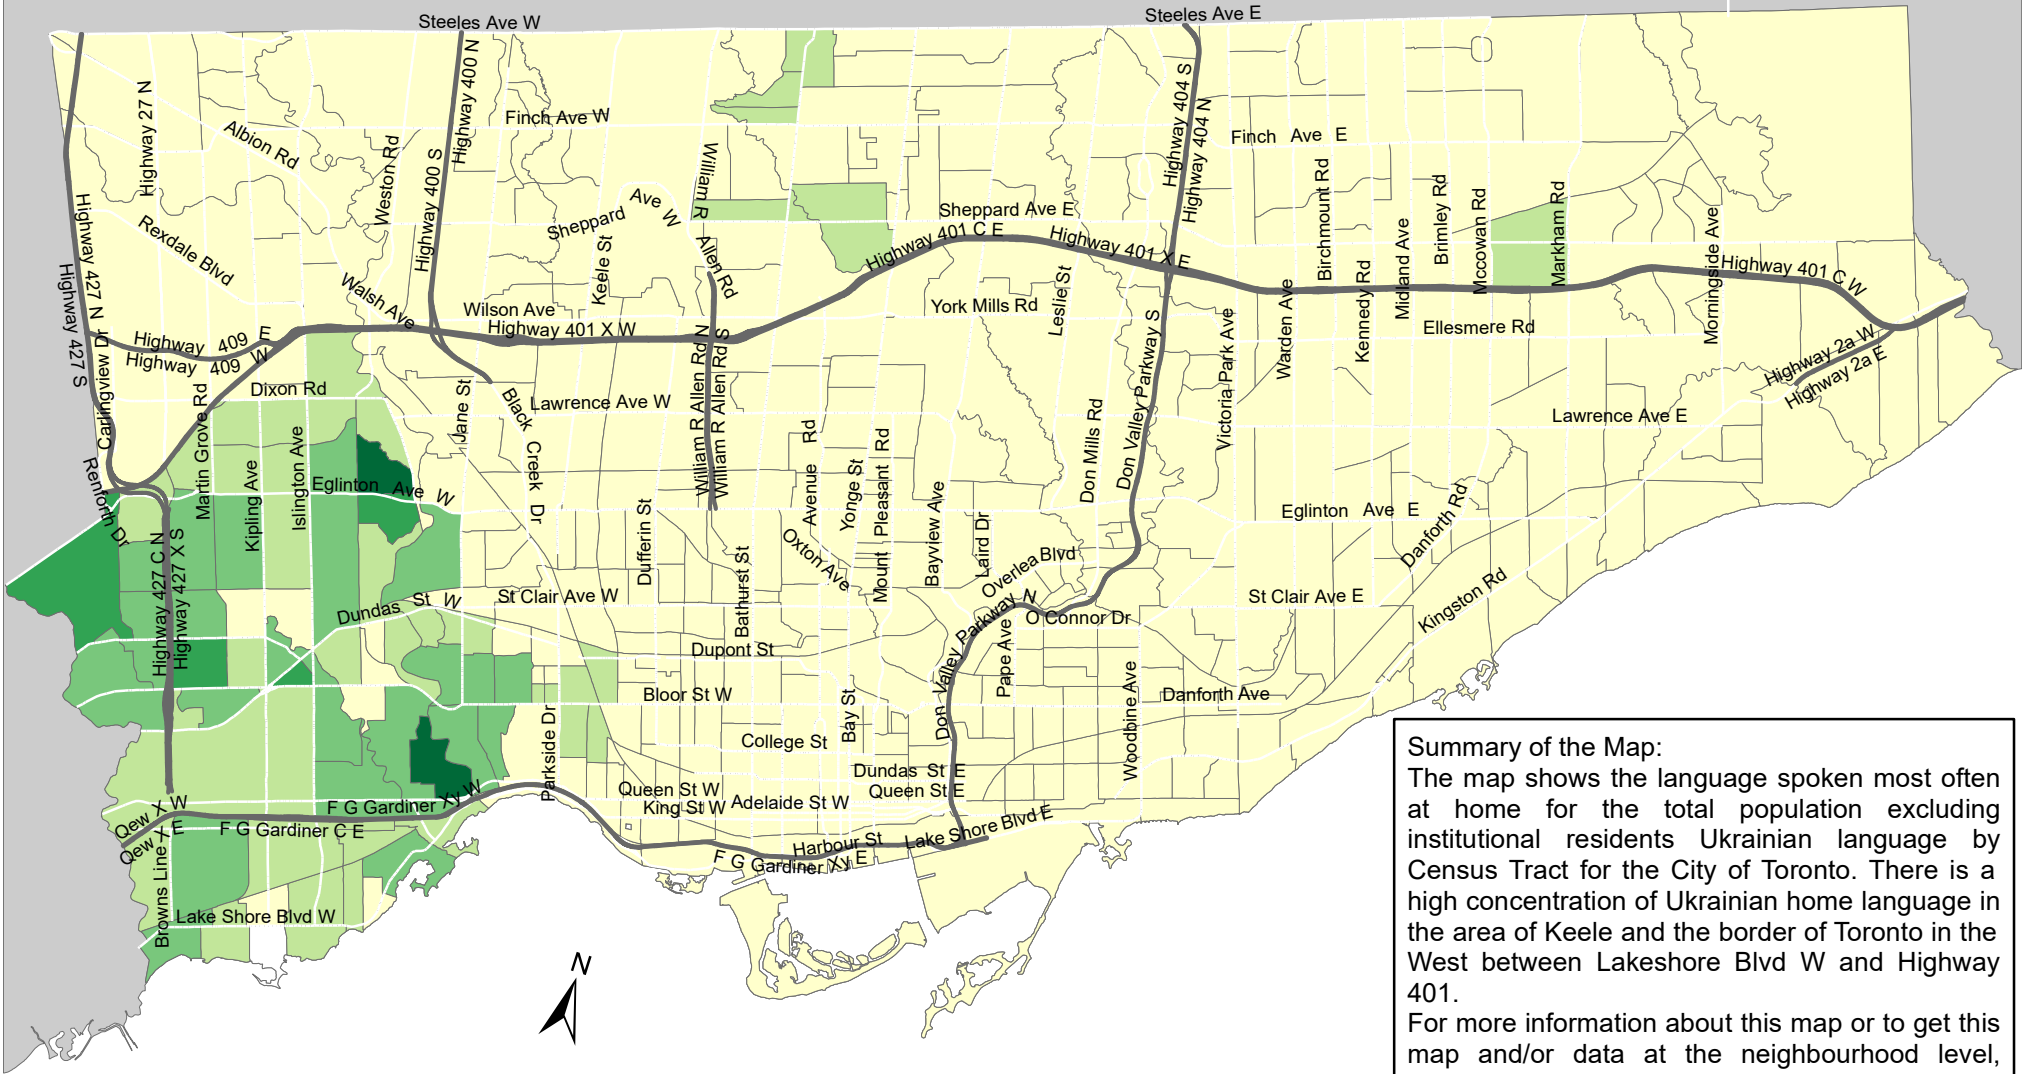 Steeles Ave W
Steeles Ave E
Highway 400 N
Highway 404 S
Highway 27 N
Finch Ave W
Highway 404 N
Finch Ave E
Albion Rd
Weston Rd
Highway 400 S
William R
Allen Rd
Birchmount Rd
Brimley Rd
Mccowan Rd
Markham Rd
Sheppard Ave W
Sheppard Ave E
Highway 427 N
Rexdale Blvd
Keele St
Highway 401 C E
Highway 401 X E
Midland Ave
Morningside Ave
Highway 401 C W
Highway 427 S
Walsh Ave
Wilson Ave
Highway 401 X W
York Mills Rd
Leslie St
Warden Ave
Kennedy Rd
Ellesmere Rd
Carlingview Dr
Highway 409 E
Highway 409 W
Highway 2a W
Highway 2a E
Dixon Rd
Martin Grove Rd
Jane St
Black Creek Dr
Lawrence Ave W
William R Allen Rd N
William R Allen Rd S
Don Valley Parkway S
Victoria Park Ave
Lawrence Ave E
Renforth Dr
Kipling Ave
Islington Ave
Eglinton Ave W
Avenue Rd
Yonge St
Mount Pleasant Rd
Don Mills Rd
Eglinton Ave E
Danforth Rd
Highway 427 C N
Highway 427 X S
Dufferin St
Bathurst St
Oxton Ave
Bayview Ave
Laird Dr
Overlea Blvd
Dundas St W
St Clair Ave W
St Clair Ave E
Kingston Rd
Don Valley Parkway N
O Connor Dr
Dupont St
Pape Ave
Bloor St W
Danforth Ave
Woodbine Ave
Parkside Dr
Bay St
College St
Dundas St E
Queen St W
Queen St E
King St W
Adelaide St W
Qew X W
Qew X E
F G Gardiner Xy W
F G Gardiner C E
Harbour St
Lake Shore Blvd E
F G Gardiner Xy E
Browns Line
Lake Shore Blvd W
N
Summary of the Map:
The map shows the language spoken most often
at home for the total population excluding
institutional residents Ukrainian language by
Census Tract for the City of Toronto. There is a
high concentration of Ukrainian home language in
the area of Keele and the border of Toronto in the
West between Lakeshore Blvd W and Highway
401.
For more information about this map or to get this
map and/or data at the neighbourhood level,